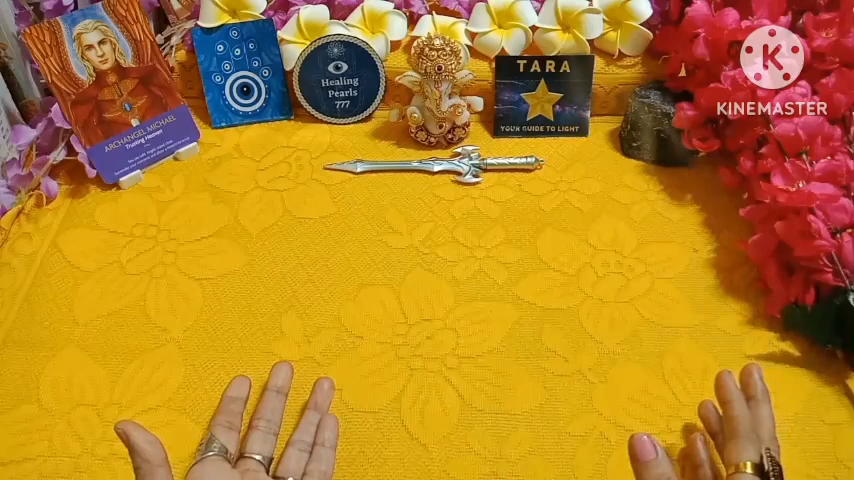 ARCHANGEL MICHAEL
Trusting Heaven
Healing
Pearls
777
TARA
YOUR GUIDE TO LIGHT
K
KINEMASTER